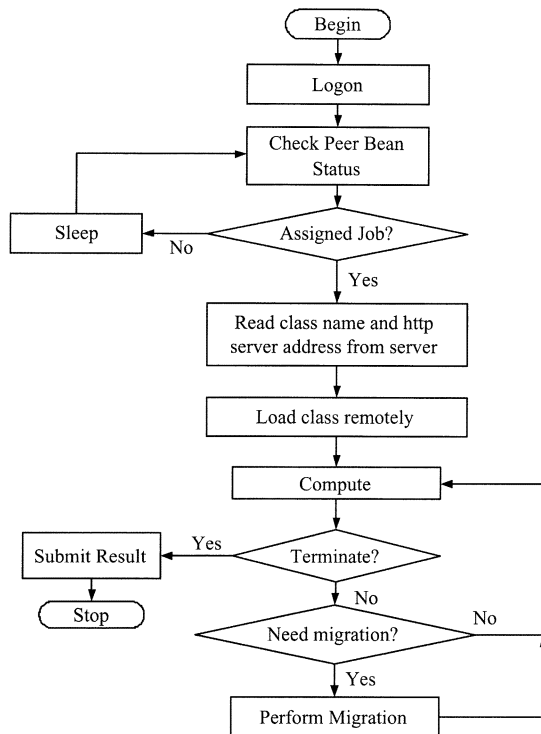 Begin
Logon
Check Peer Bean
Status
Sleep
No
Assigned Job?
Yes
Read class name and http
server address from server
Load class remotely
Compute
Submit Result
Yes
Terminate?
Stop
No
Need migration?
No
Yes
Perform Migration